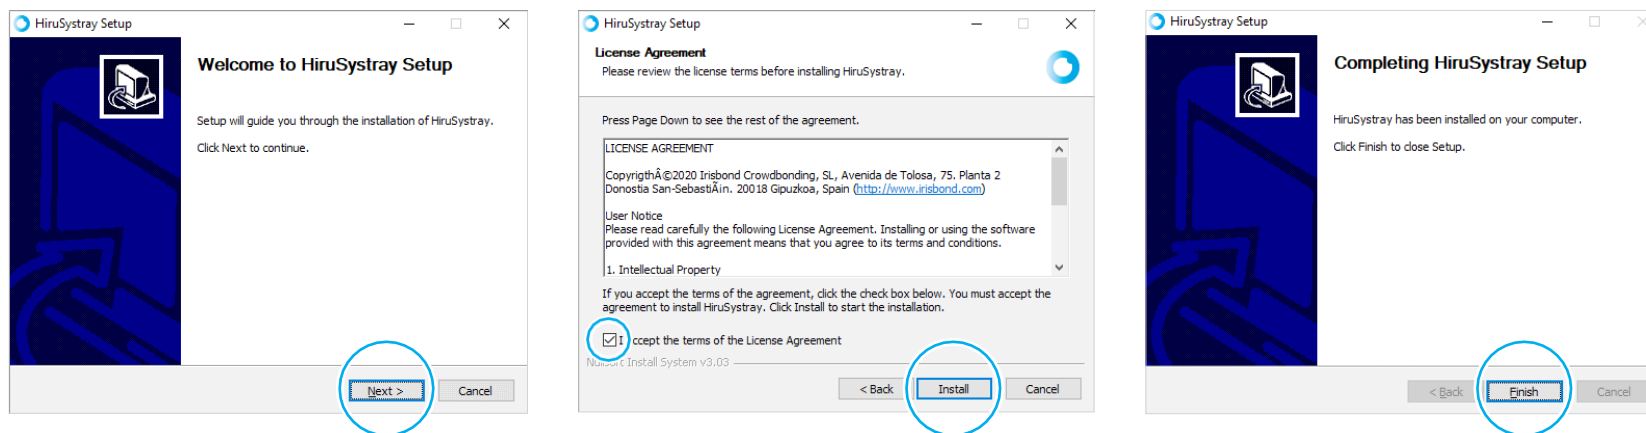 HiruSystray Setup
Welcome to HiruSystray Setup
Setup will guide you through the installation of HiruSystray.
Click Next to continue.
Next >
Cancel
HiruSystray Setup
License Agreement
Please review the license terms before installing HiruSystray.
Press Page Down to see the rest of the agreement.
LICENSE AGREEMENT
CopyrigthÂ©2020 Irisbond Crowdbonding, SL, Avenida de Tolosa, 75. Planta 2
Donostia San-SebastiÃin. 20018 Gipuzkoa, Spain (http://www.irisbond.com)
User Notice
Please read carefully the following License Agreement. Installing or using the software
provided with this agreement means that you agree to its terms and conditions.
1. Intellectual Property
If you accept the terms of the agreement, click the check box below. You must accept the
agreement to install HiruSystray. Click Install to start the installation.
I accept the terms of the License Agreement
Nullsoft Install System v3.03
< Back
Install
Cancel
HiruSystray Setup
Completing HiruSystray Setup
HiruSystray has been installed on your computer.
Click Finish to close Setup.
< Back
Finish
Cancel